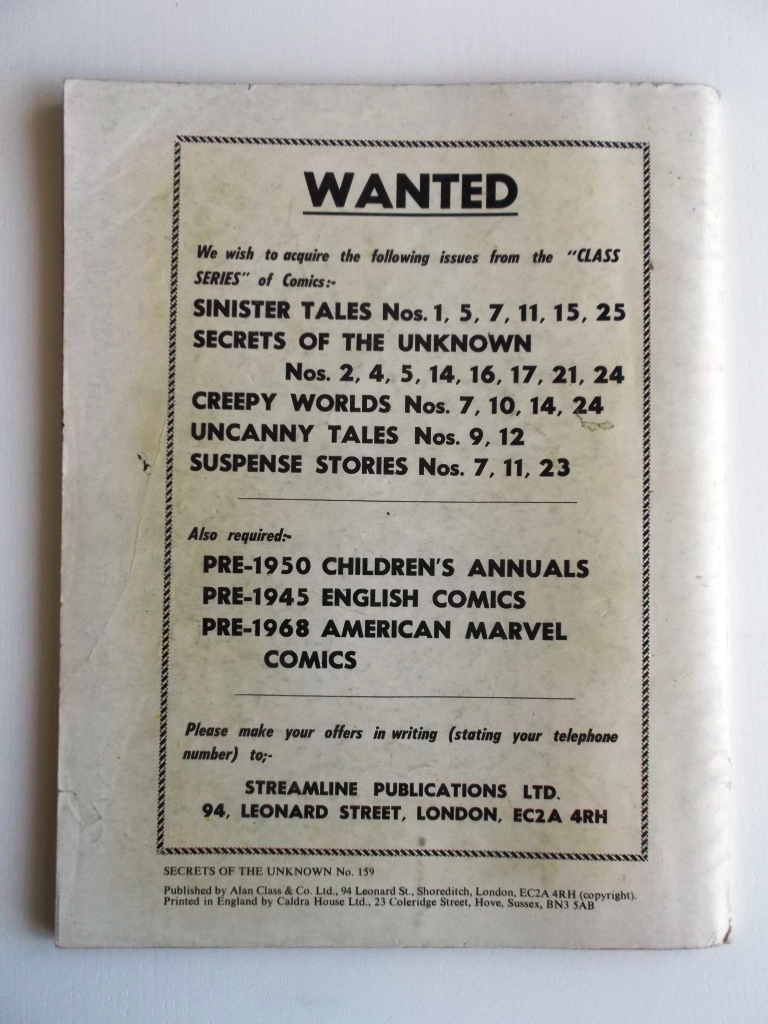 WANTED
We wish to acquire the following issues from the "CLASS
SERIES" of Comics:-
SINISTER TALES Nos. 1, 5, 7, 11, 15, 25
SECRETS OF THE UNKNOWN
Nos. 2, 4, 5, 14, 16, 17, 21, 24
CREEPY WORLDS Nos. 7, 10, 14, 24
UNCANNY TALES Nos. 9, 12
SUSPENSE STORIES Nos. 7, 11, 23
Also required:-
PRE-1950 CHILDREN'S ANNUALS
PRE-1945 ENGLISH COMICS
PRE-1968 AMERICAN MARVEL
COMICS
Please make your offers in writing (stating your telephone
number) to;-
STREAMLINE PUBLICATIONS LTD.
94, LEONARD STREET, LONDON, EC2A 4RH
SECRETS OF THE UNKNOWN No. 159
Published by Alan Class & Co. Ltd., 94 Leonard St., Shoreditch, London, EC2A 4RH (copyright).
Printed in England by Caldra House Ltd., 23 Coleridge Street, Hove, Sussex, BN3 5AB